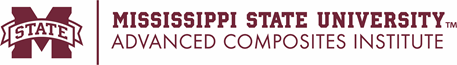 STATE
MISSISSIPPI STATE UNIVERSITY™
ADVANCED COMPOSITES INSTITUTE